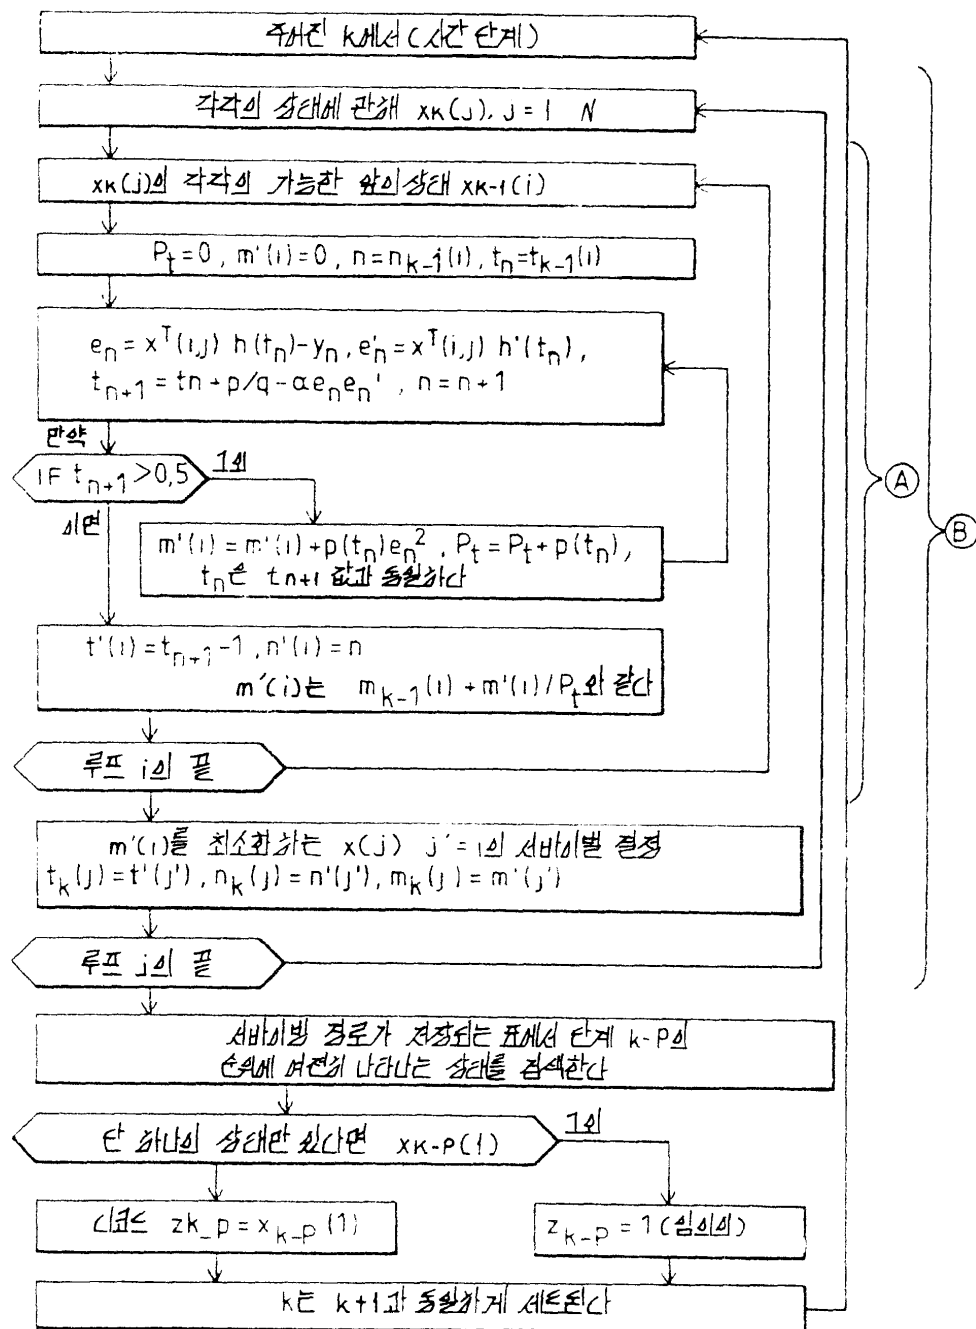 주어진 k에서(시간 단계)
각각의 상태에 관해 xK(j), j = 1 N
xK(j)의 각각의 가능한 앞의상태 xK-1(i)
Pt=0, m'(i)=0, n=nk-1(i), tn=tk-1(i)
en = xT(i,j) h(tn)-yn, e'n = xT(i,j) h'(tn),
tn+1 = tn + p/q - αenen', n = n+1
만약
IF tn+1 >0,5
그외
이면
m'(i) = m'(i)+p(tn)en2, Pt = Pt + p(tn),
tn은 tn+1 값과 동일하다
t'(i) = tn+1-1, n'(i) = n
m'(i)는 mk-1(i) + m'(i)/Pt와 같다
루프 i의 끝
m'(i)를 최소화하는 x(j) j' = i의 서바이벌 결정
tk(j) = t'(j'), nk(j) = n'(j'), mk(j) = m'(j')
루프 j의 끝
서바이벌 경로가 저장되는 표에서 단계 k-P의
순위에 여전히 나타나는 상태를 검색한다
단 하나의 상태만 있다면 xK-P(1)
그외
디코드 zk-p = xk-p(1)
zk-p = 1 (임의의)
k는 k+1과 동일하게 세트된다
A
B